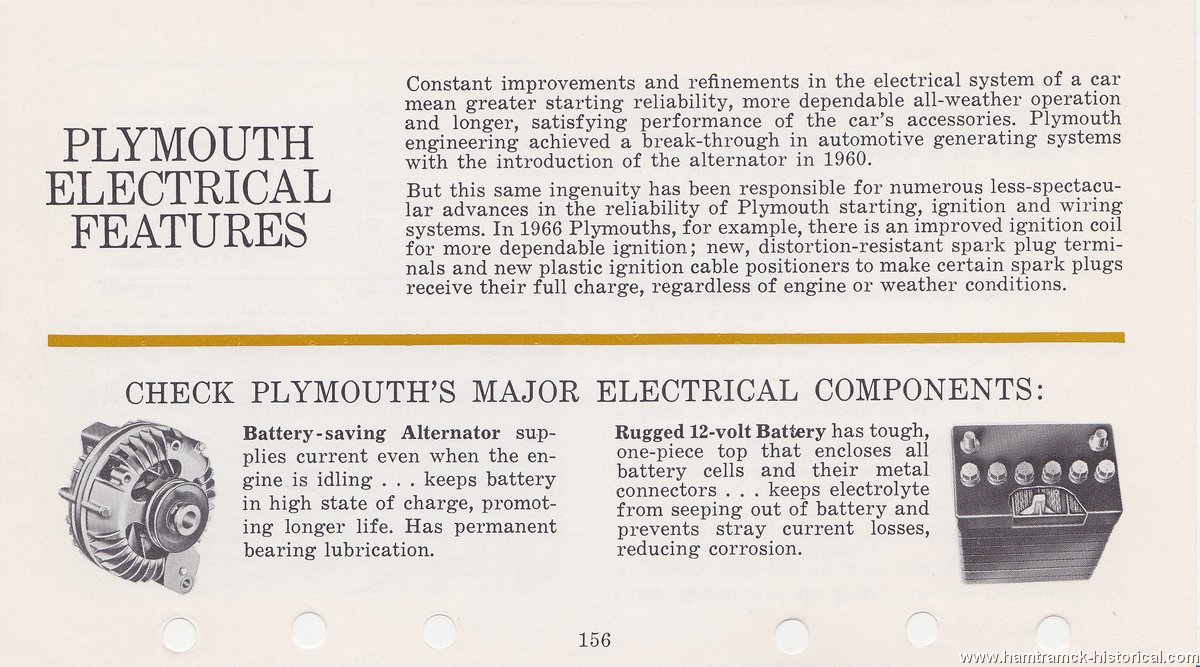 PLYMOUTH
ELECTRICAL
FEATURES
Constant improvements and refinements in the electrical system of a car
mean greater starting reliability, more dependable all-weather operation
and longer, satisfying performance of the car's accessories. Plymouth
engineering achieved a break-through in automotive generating systems
with the introduction of the alternator in 1960.
But this same ingenuity has been responsible for numerous less-spectacu-
lar advances in the reliability of Plymouth starting, ignition and wiring
systems. In 1966 Plymouths, for example, there is an improved ignition coil
for more dependable ignition; new, distortion-resistant spark plug termi-
nals and new plastic ignition cable positioners to make certain spark plugs
receive their full charge, regardless of engine or weather conditions.
CHECK PLYMOUTH'S MAJOR ELECTRICAL COMPONENTS:
Battery-saving Alternator sup-
plies current even when the en-
gine is idling . . . keeps battery
in high state of charge, promot-
ing longer life. Has permanent
bearing lubrication.
Rugged 12-volt Battery has tough,
one-piece top that encloses all
battery cells and their metal
connectors . . . keeps electrolyte
from seeping out of battery and
prevents stray current losses,
reducing corrosion.
156
www.hamtramck-historical.com